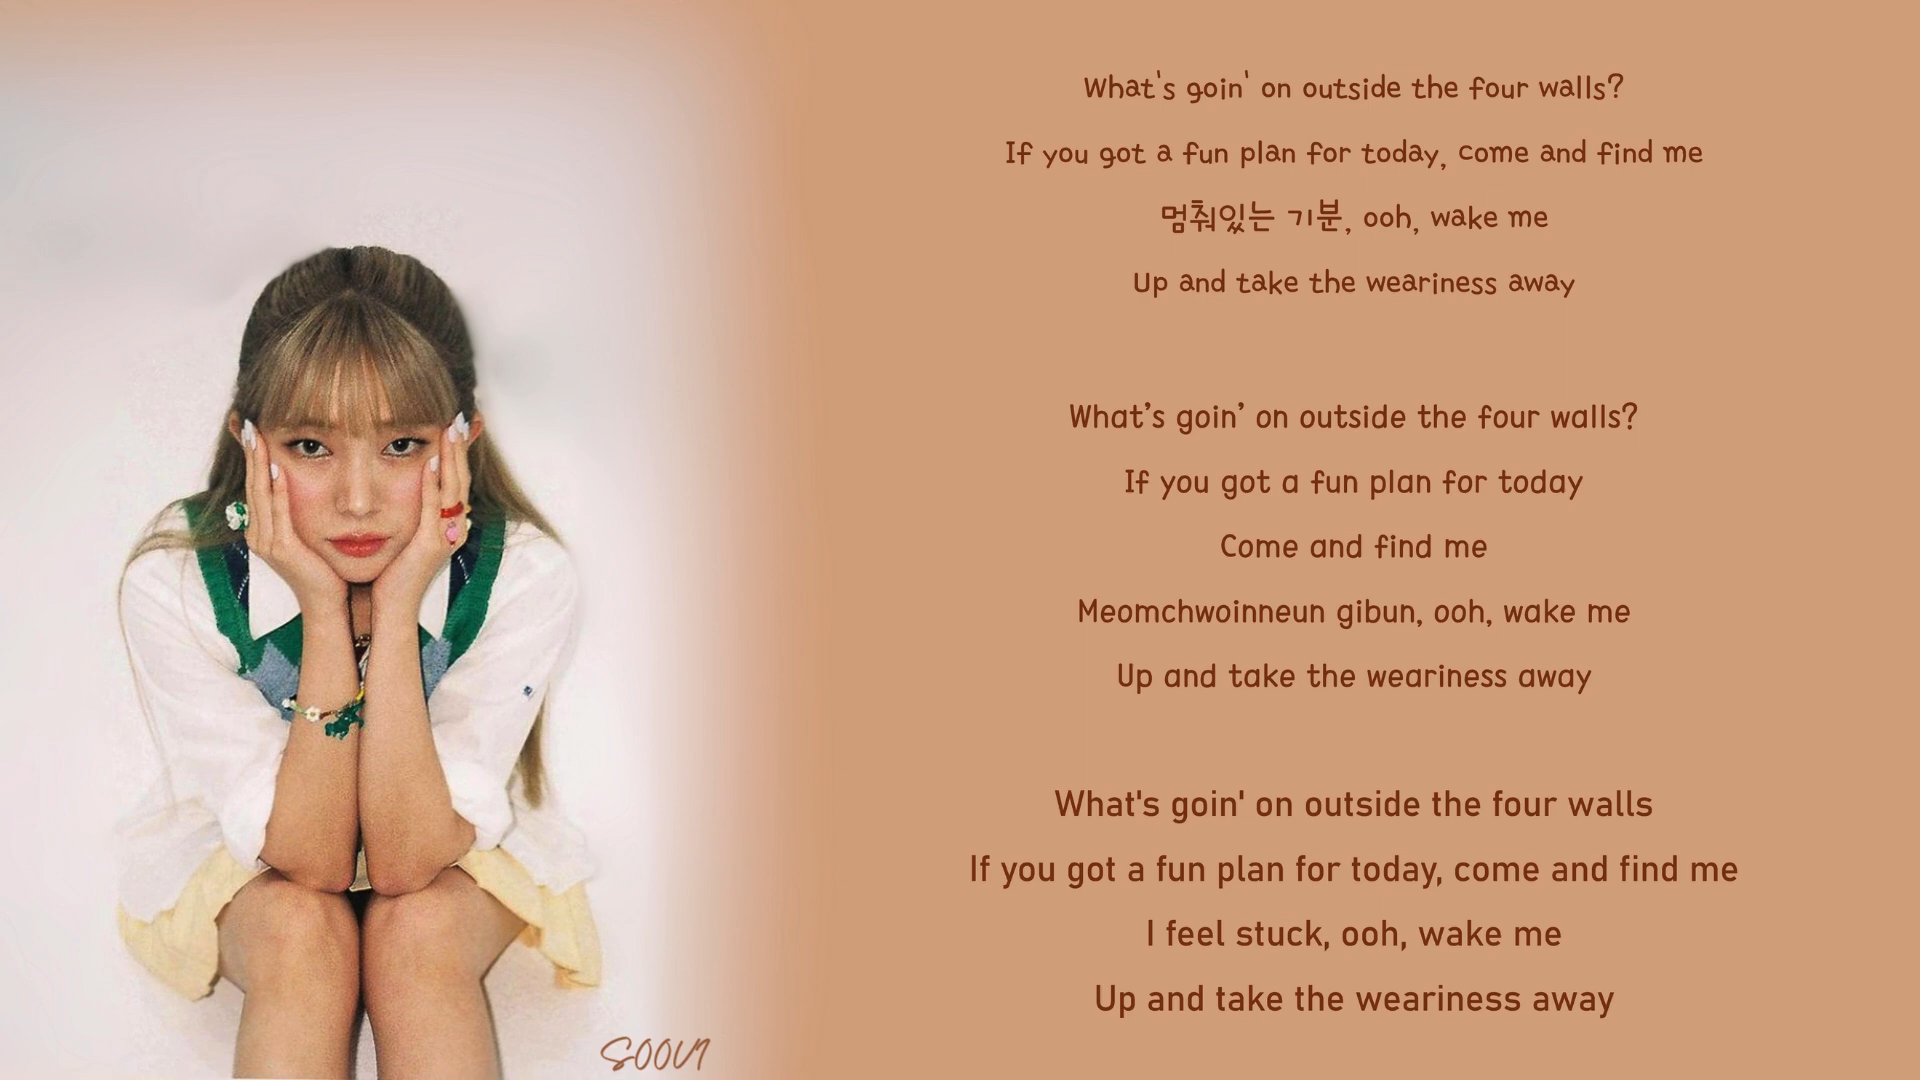 What's goin' on outside the four walls?
If you got a fun plan for today, come and find me
멈춰있는 기분, ooh, wake me
Up and take the weariness away
What’s goin’ on outside the four walls?
If you got a fun plan for today
Come and find me
Meomchwoinneun gibun, ooh, wake me
Up and take the weariness away
What's goin' on outside the four walls
If you got a fun plan for today, come and find me
I feel stuck, ooh, wake me
Up and take the weariness away